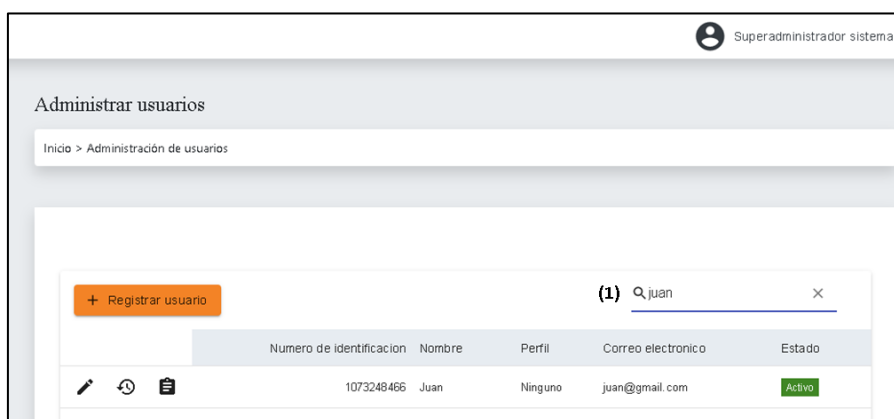 Superadministrador sistema
Administrar usuarios
Inicio > Administración de usuarios
+ Registrar usuario
(1) juan ×
Numero de identificacion Nombre Perfil Correo electronico Estado
1073248466 Juan Ninguno juan@gmail.com Activo